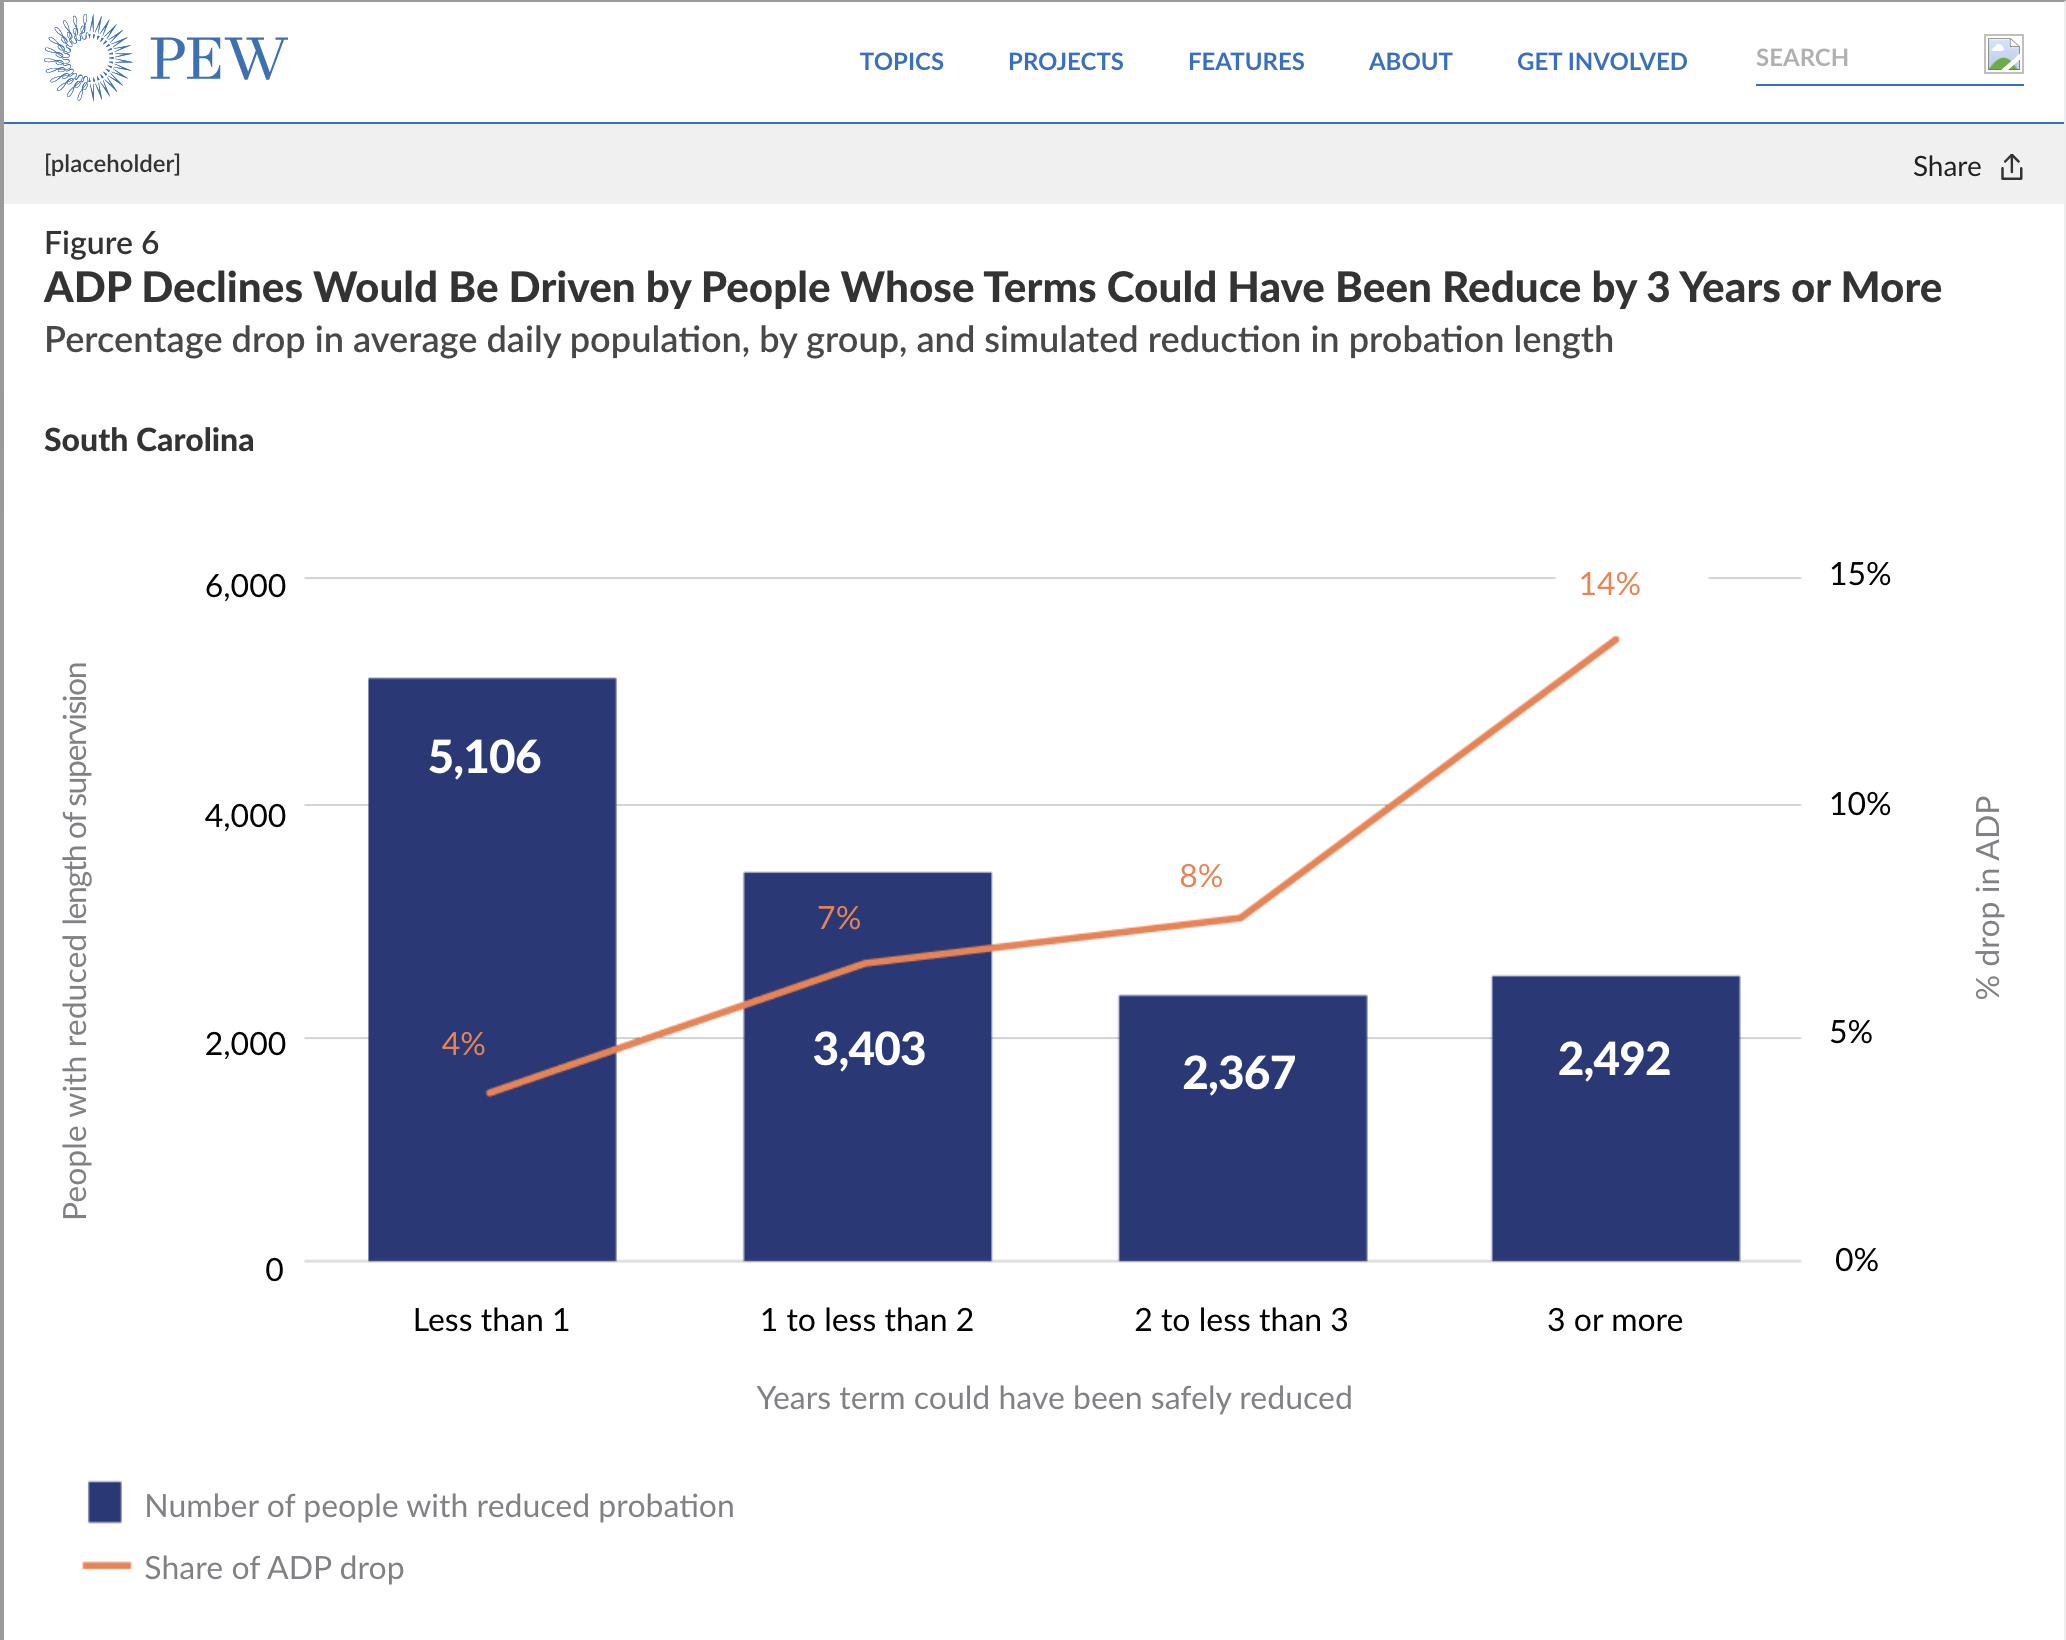 PEW
TOPICS PROJECTS FEATURES ABOUT GET INVOLVED SEARCH
[placeholder] Share
Figure 6
ADP Declines Would Be Driven by People Whose Terms Could Have Been Reduce by 3 Years or More
Percentage drop in average daily population, by group, and simulated reduction in probation length
South Carolina
People with reduced length of supervision
6,000
4,000
2,000
0
5,106
3,403
2,367
2,492
4%
7%
8%
14%
15%
10%
5%
0%
% drop in ADP
Less than 1 1 to less than 2 2 to less than 3 3 or more
Years term could have been safely reduced
Number of people with reduced probation
Share of ADP drop